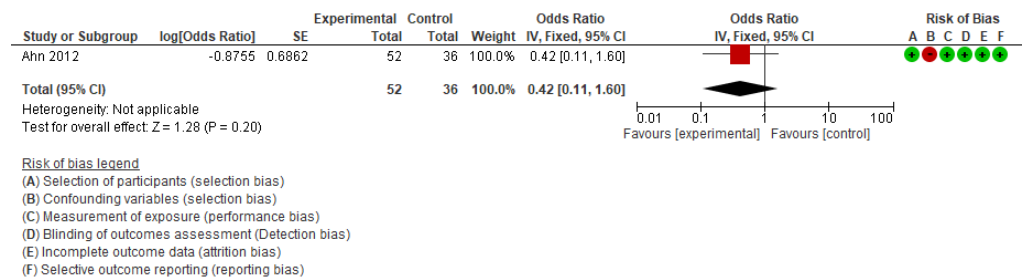 Experimental Control Odds Ratio Odds Ratio Risk of Bias
Study or Subgroup log[Odds Ratio] SE Total Total Weight IV, Fixed, 95% CI IV, Fixed, 95% CI A B C D E F
Ahn 2012 -0.8755 0.6862 52 36 100.0% 0.42 [0.11, 1.60] + - + + + +
Total (95% CI) 52 36 100.0% 0.42 [0.11, 1.60]
Heterogeneity: Not applicable
Test for overall effect: Z = 1.28 (P = 0.20)
0.01 0.1 1 10 100
Favours [experimental] Favours [control]
Risk of bias legend
(A) Selection of participants (selection bias)
(B) Confounding variables (selection bias)
(C) Measurement of exposure (performance bias)
(D) Blinding of outcomes assessment (Detection bias)
(E) Incomplete outcome data (attrition bias)
(F) Selective outcome reporting (reporting bias)